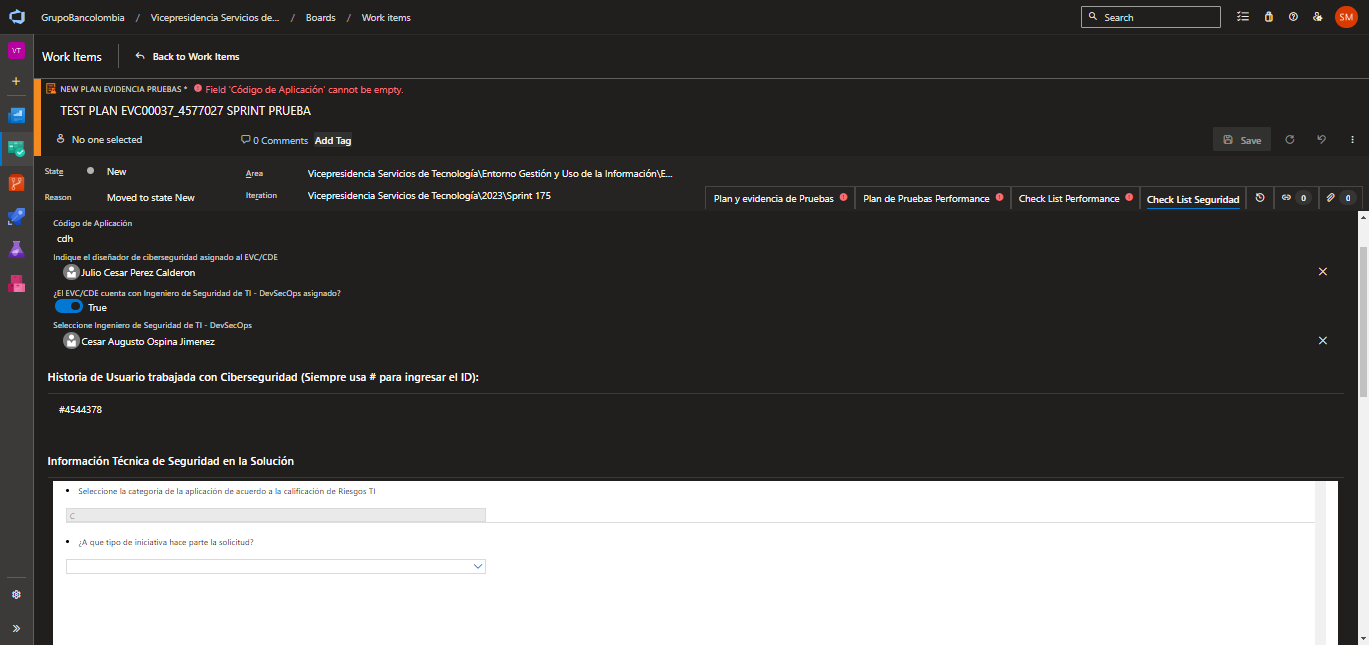 GrupoBancolombia / Vicepresidencia Servicios de... / Boards / Work items
Search
SM
VT
Work Items
Back to Work Items
NEW PLAN EVIDENCIA PRUEBAS * Field 'Código de Aplicación' cannot be empty.
TEST PLAN EVC00037_4577027 SPRINT PRUEBA
No one selected
0 Comments
Add Tag
Save
State
New
Area
Vicepresidencia Servicios de Tecnología\Entorno Gestión y Uso de la Información\E...
Reason
Moved to state New
Iteration
Vicepresidencia Servicios de Tecnología\2023\Sprint 175
Plan y evidencia de Pruebas
Plan de Pruebas Performance
Check List Performance
Check List Seguridad
0
0
Código de Aplicación
cdh
Indique el diseñador de ciberseguridad asignado al EVC/CDE
Julio Cesar Perez Calderon
¿El EVC/CDE cuenta con Ingeniero de Seguridad de TI - DevSecOps asignado?
True
Seleccione Ingeniero de Seguridad de TI - DevSecOps
Cesar Augusto Ospina Jimenez
Historia de Usuario trabajada con Ciberseguridad (Siempre usa # para ingresar el ID):
#4544378
Información Técnica de Seguridad en la Solución
• Seleccione la categoria de la aplicación de acuerdo a la calificación de Riesgos TI
C
• ¿A que tipo de iniciativa hace parte la solicitud?